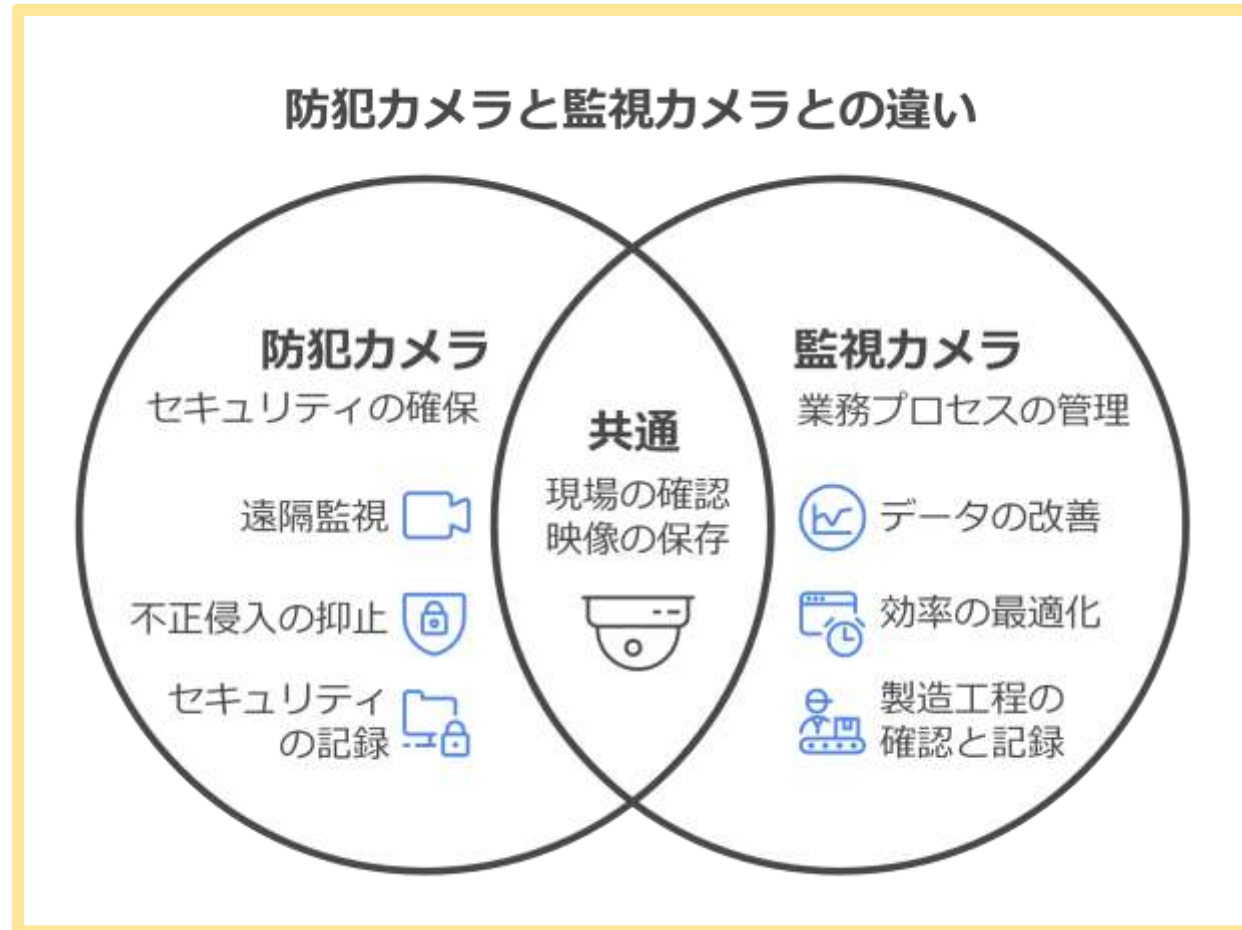 防犯カメラと監視カメラとの違い
防犯カメラ
セキュリティの確保
遠隔監視
不正侵入の抑止
セキュリティ
の記録
共通
現場の確認
映像の保存
監視カメラ
業務プロセスの管理
データの改善
効率の最適化
製造工程の
確認と記録